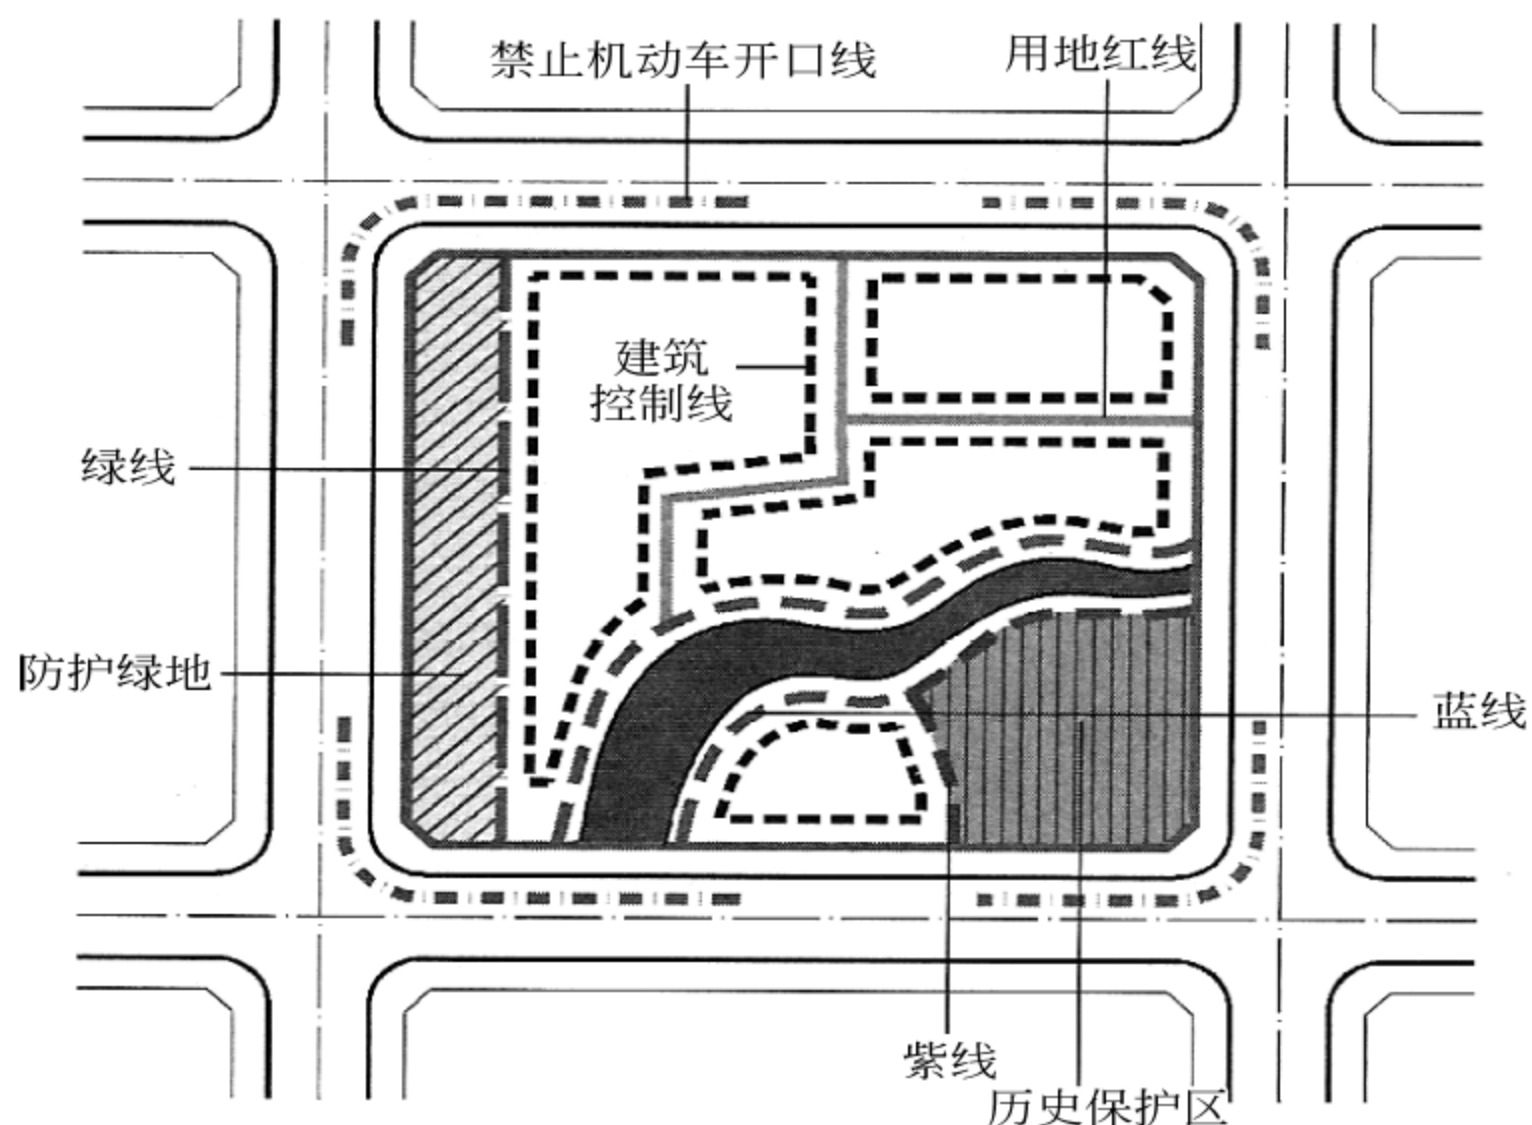 禁止机动车开口线
用地红线
建筑
控制线
绿线
防护绿地
蓝线
紫线
历史保护区